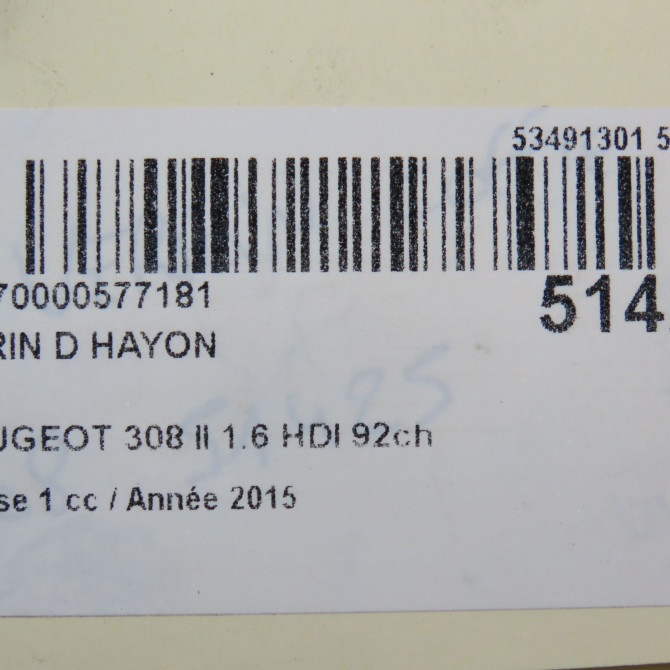 53491301 5
70000577181
514
RIN D HAYON
UGEOT 308 II 1.6 HDI 92ch
se 1 cc / Année 2015